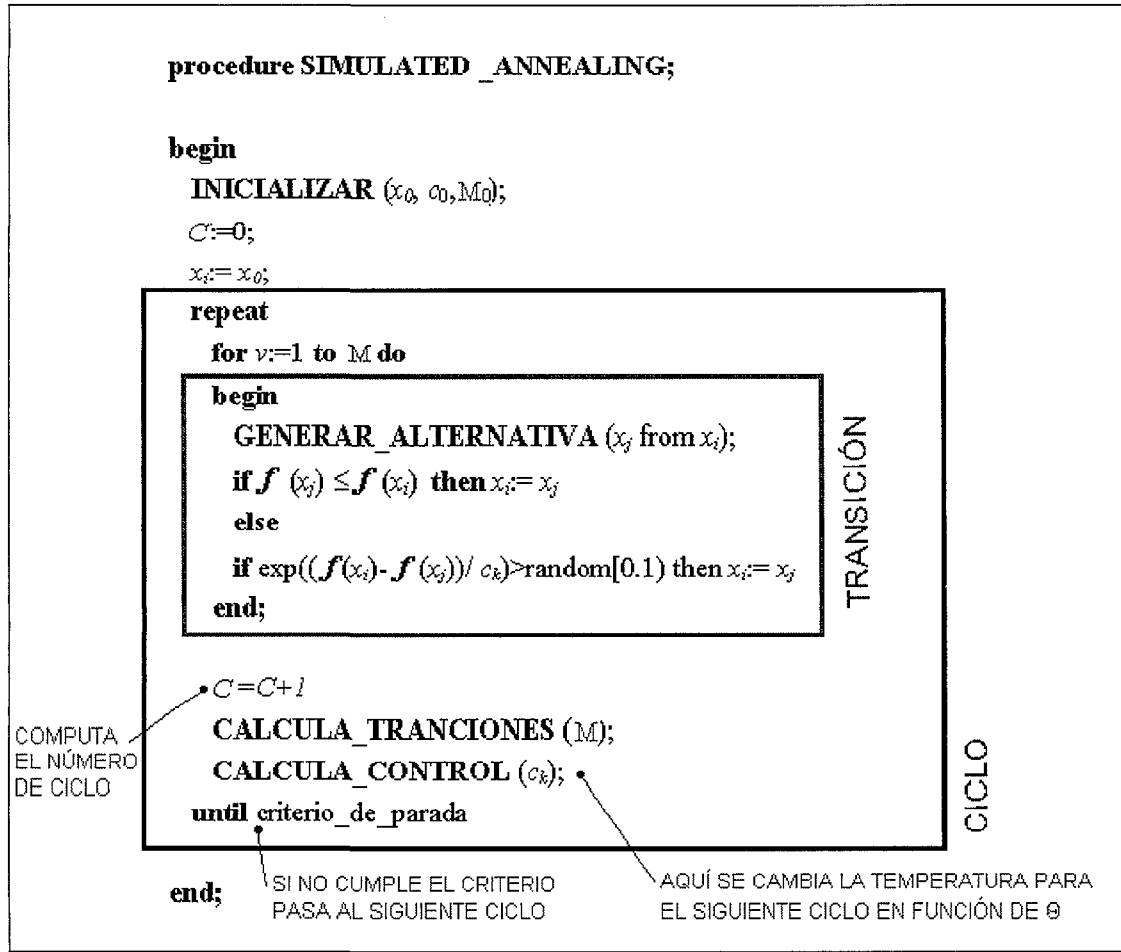 procedure SIMULATED _ANNEALING;
begin
INICIALIZAR (x₀, c₀,M₀);
C:=0;
xᵢ:= x₀;
repeat
for v:=1 to M do
begin
GENERAR_ALTERNATIVA (xⱼ from xᵢ);
if f (xⱼ) ≤ f (xᵢ) then xᵢ:= xⱼ
else
if exp((f(xᵢ)- f (xⱼ))/ cₖ)>random[0.1) then xᵢ:= xⱼ
end;
TRANSICIÓN
C=C+1
COMPUTA
EL NÚMERO
DE CICLO
CALCULA_TRANCIONES (M);
CALCULA_CONTROL (cₖ);
until criterio_de_parada
CICLO
end;
SI NO CUMPLE EL CRITERIO
PASA AL SIGUIENTE CICLO
AQUÍ SE CAMBIA LA TEMPERATURA PARA
EL SIGUIENTE CICLO EN FUNCIÓN DE Θ